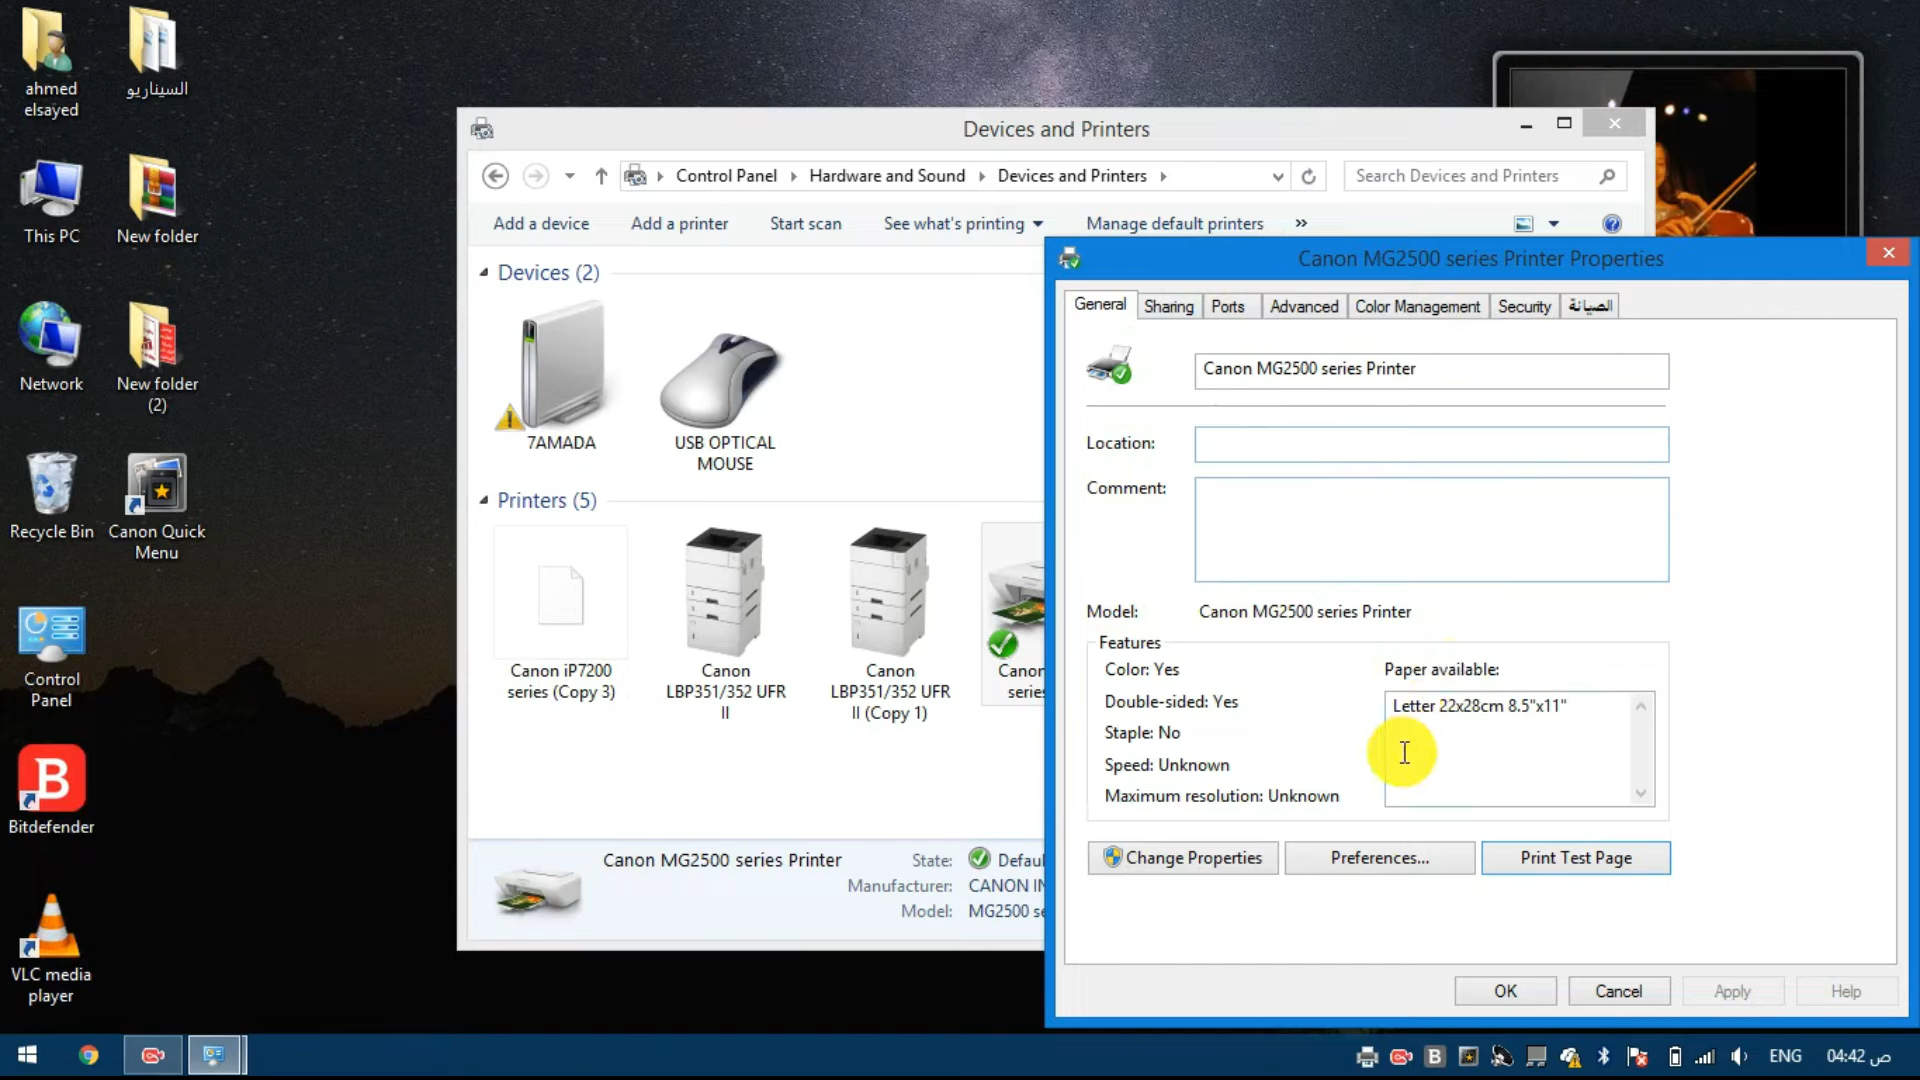 ahmed
elsayed
السيناريو
This PC
New folder
Network
New folder
(2)
Recycle Bin
Canon Quick
Menu
Control
Panel
Bitdefender
VLC media
player
Devices and Printers
Control Panel
Hardware and Sound
Devices and Printers
Search Devices and Printers
Add a device
Add a printer
Start scan
See what's printing
Manage default printers
»
Devices (2)
7AMADA
USB OPTICAL
MOUSE
Printers (5)
Canon iP7200
series (Copy 3)
Canon
LBP351/352 UFR
II
Canon
LBP351/352 UFR
II (Copy 1)
Canon
series
Canon MG2500 series Printer
State:
Manufacturer:
CANON
Model:
MG2500
Canon MG2500 series Printer Properties
General
Sharing
Ports
Advanced
Color Management
Security
الصيانة
Canon MG2500 series Printer
Location:
Comment:
Model:
Canon MG2500 series Printer
Features
Color: Yes
Double-sided: Yes
Staple: No
Speed: Unknown
Maximum resolution: Unknown
Paper available:
Letter 22x28cm 8.5"x11"
Change Properties
Preferences...
Print Test Page
OK
Cancel
Apply
Help
ENG
04:42 ص